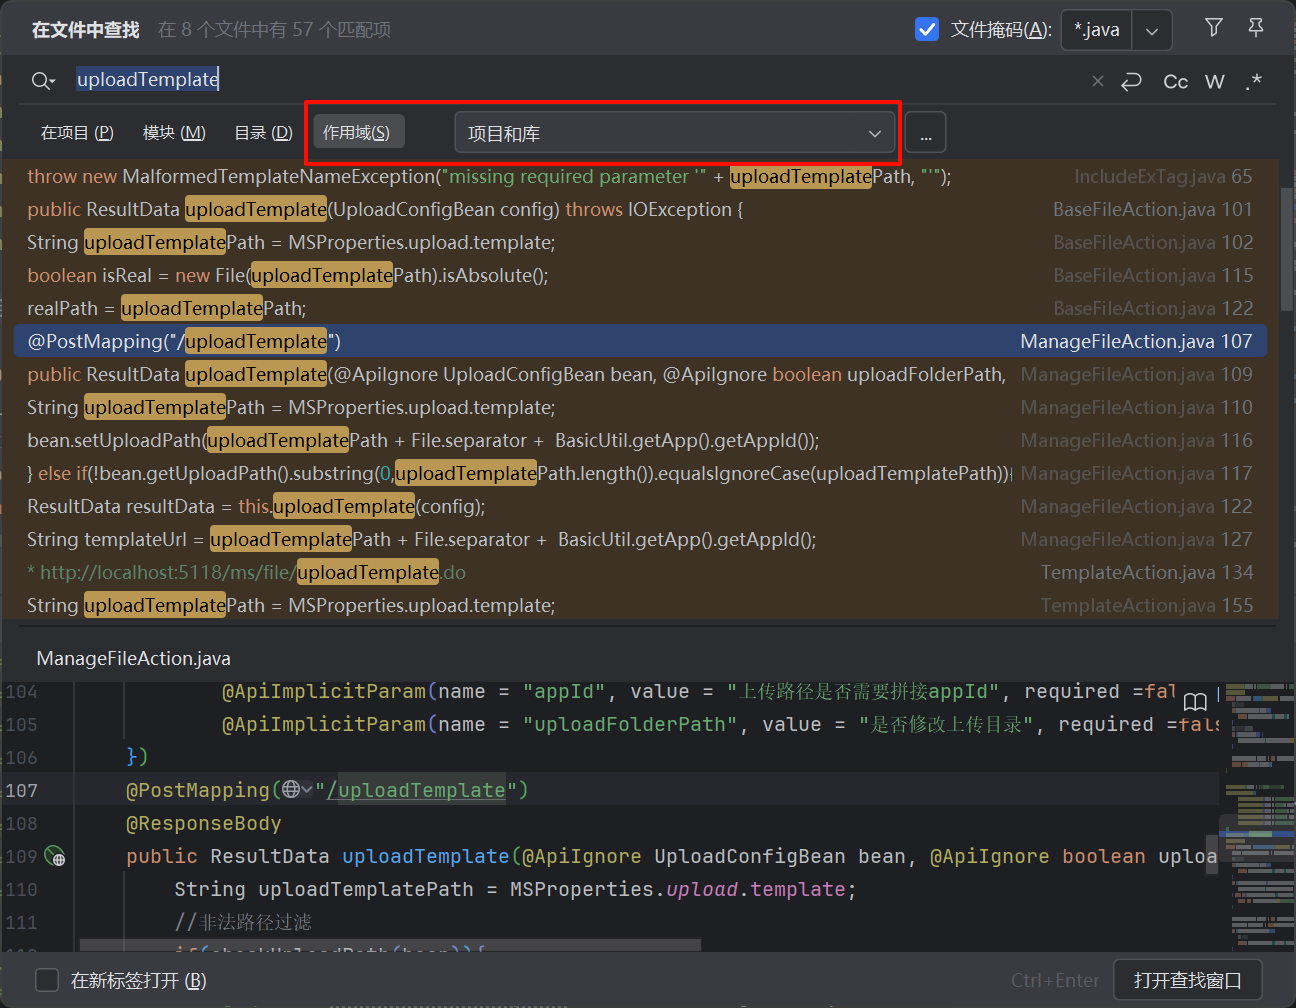 在文件中查找 在 8 个文件中有 57 个匹配项 文件掩码(A): *.java
uploadTemplate Cc W .*
在项目 (P) 模块 (M) 目录 (D) 作用域(S) 项目和库 ...
throw new MalformedTemplateNameException("missing required parameter '" + uploadTemplatePath, "'"); IncludeExTag.java 65
public ResultData uploadTemplate(UploadConfigBean config) throws IOException { BaseFileAction.java 101
String uploadTemplatePath = MSProperties.upload.template; BaseFileAction.java 102
boolean isReal = new File(uploadTemplatePath).isAbsolute(); BaseFileAction.java 115
realPath = uploadTemplatePath; BaseFileAction.java 122
@PostMapping("/uploadTemplate") ManageFileAction.java 107
public ResultData uploadTemplate(@ApiIgnore UploadConfigBean bean, @ApiIgnore boolean uploadFolderPath, ManageFileAction.java 109
String uploadTemplatePath = MSProperties.upload.template; ManageFileAction.java 110
bean.setUploadPath(uploadTemplatePath + File.separator + BasicUtil.getApp().getAppId()); ManageFileAction.java 116
} else if(!bean.getUploadPath().substring(0,uploadTemplatePath.length()).equalsIgnoreCase(uploadTemplatePath)){ ManageFileAction.java 117
ResultData resultData = this.uploadTemplate(config); ManageFileAction.java 122
String templateUrl = uploadTemplatePath + File.separator + BasicUtil.getApp().getAppId(); ManageFileAction.java 127
* http://localhost:5118/ms/file/uploadTemplate.do TemplateAction.java 134
String uploadTemplatePath = MSProperties.upload.template; TemplateAction.java 155
ManageFileAction.java
104 @ApiImplicitParam(name = "appId", value = "上传路径是否需要拼接appId", required =fal
105 @ApiImplicitParam(name = "uploadFolderPath", value = "是否修改上传目录", required =fals
106 })
107 @PostMapping("/uploadTemplate")
108 @ResponseBody
109 public ResultData uploadTemplate(@ApiIgnore UploadConfigBean bean, @ApiIgnore boolean uploa
110 String uploadTemplatePath = MSProperties.upload.template;
111 //非法路径过滤
if(checkUploadPath(bean)){
在新标签打开 (B) Ctrl+Enter 打开查找窗口